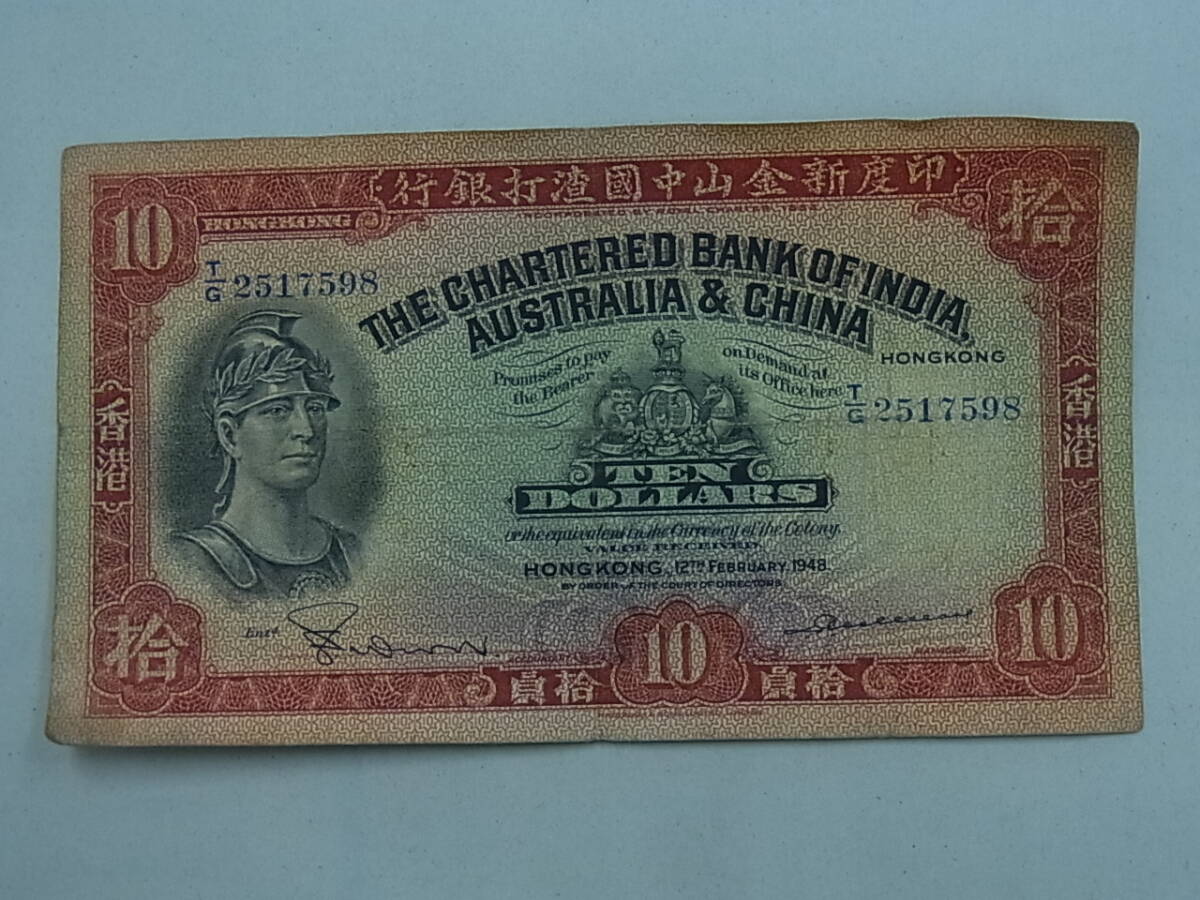 行銀打渣國中山金新度印
10
HONGKONG
拾
T/G 2517598
THE CHARTERED BANK OF INDIA,
AUSTRALIA & CHINA
HONGKONG
Promises to pay
the Bearer
on Demand at
its Office here
T/G 2517598
香港
香港
TEN
DOLLARS
or the equivalent in the Currency of the Colony.
VALUE RECEIVED
HONGKONG, 12TH FEBRUARY, 1948.
BY ORDER OF THE COURT OF DIRECTORS
拾
Entd.
MANAGER
員拾
10
員拾
10